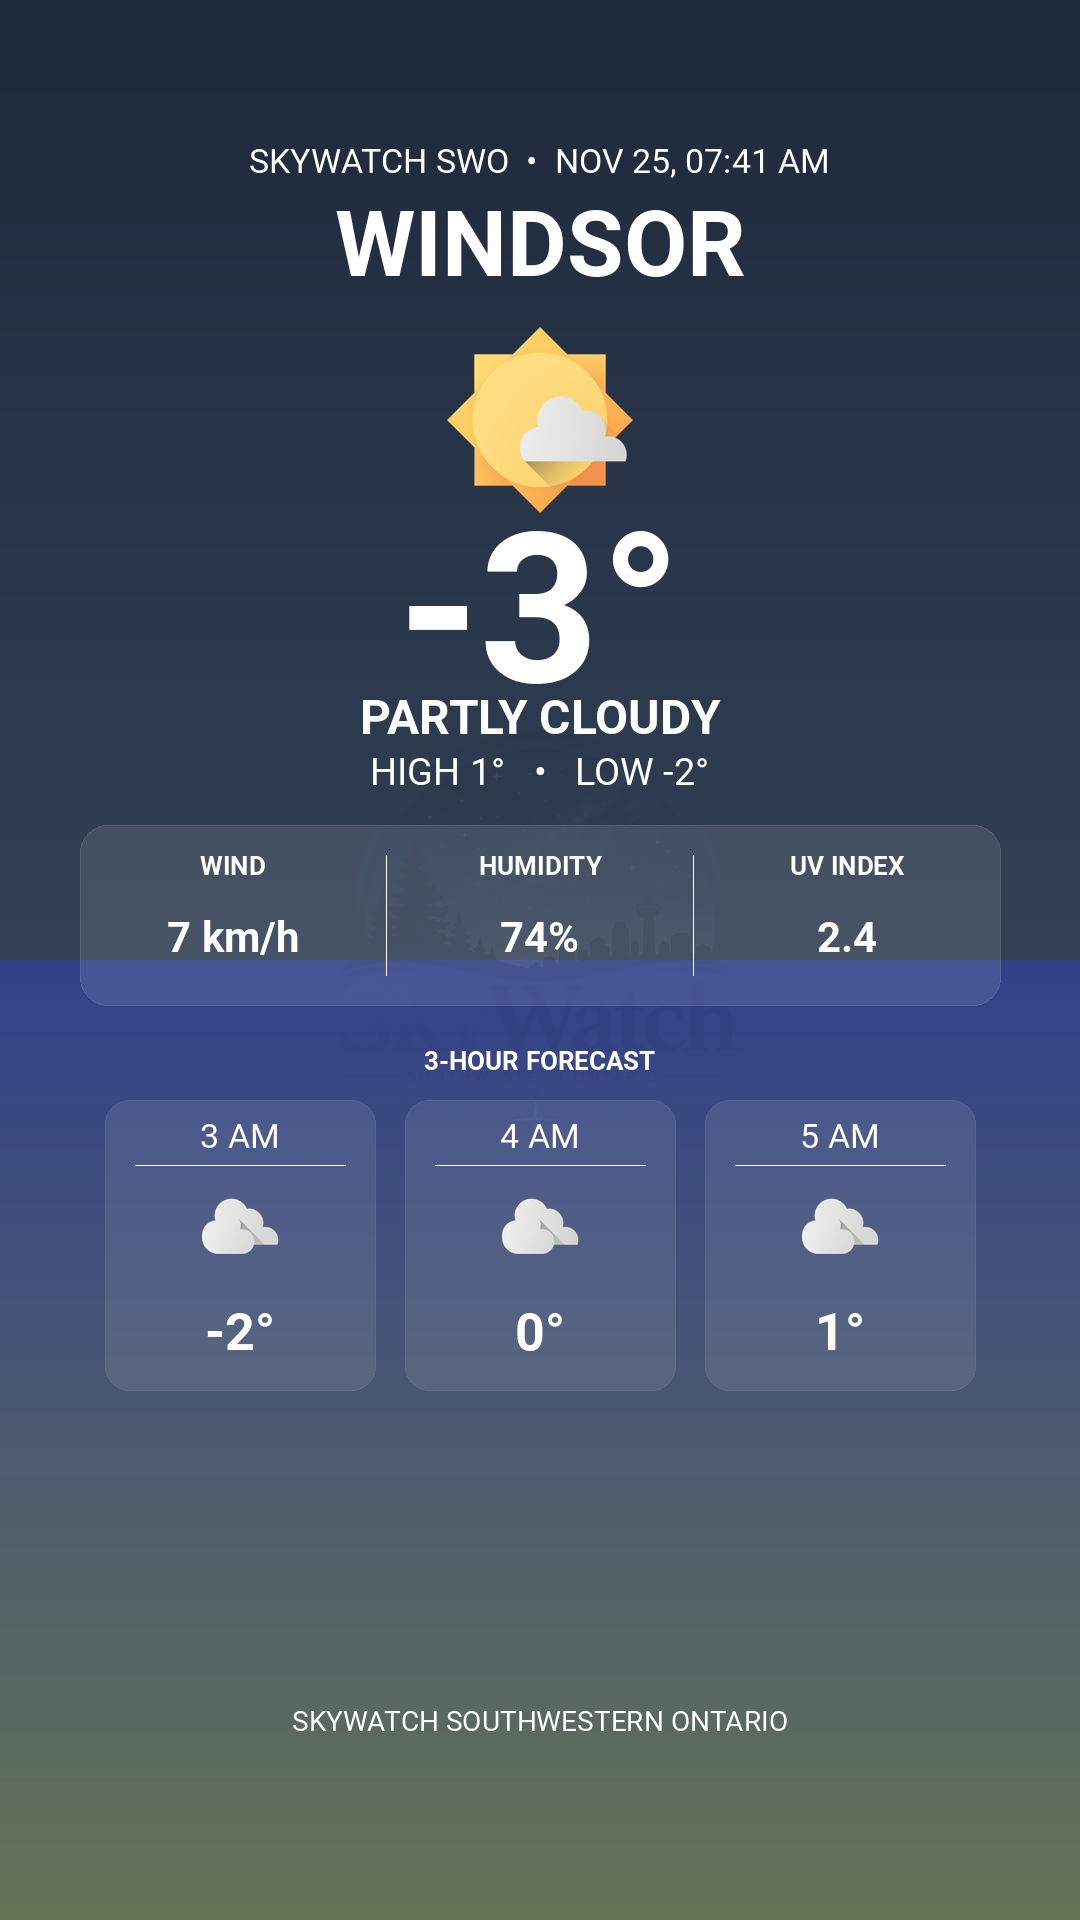 SKYWATCH SWO • NOV 25, 07:41 AM
WINDSOR
-3°
PARTLY CLOUDY
HIGH 1° • LOW -2°
WIND HUMIDITY UV INDEX
7 km/h 74% 2.4
SkyWatch
3-HOUR FORECAST
3 AM 4 AM 5 AM
-2° 0° 1°
SKYWATCH SOUTHWESTERN ONTARIO